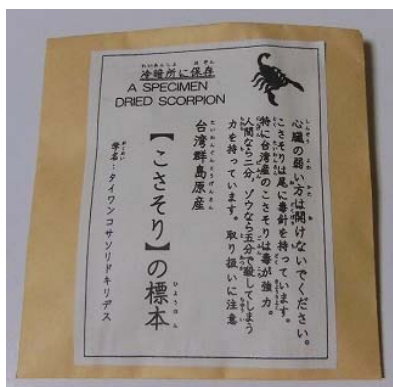 冷暗所に保存
A SPECIMEN
DRIED SCORPION
心臓の弱い方は開けないでください。
こさそりは尾に毒針を持っています。
特に台湾産のこさそりは毒が強力。
人間なら二分、ゾウなら五分で殺してしまう
力を持っています。取り扱いに注意
台湾群島原産
【こさそり】の標本
学名：タイワンコサソリドキリデス